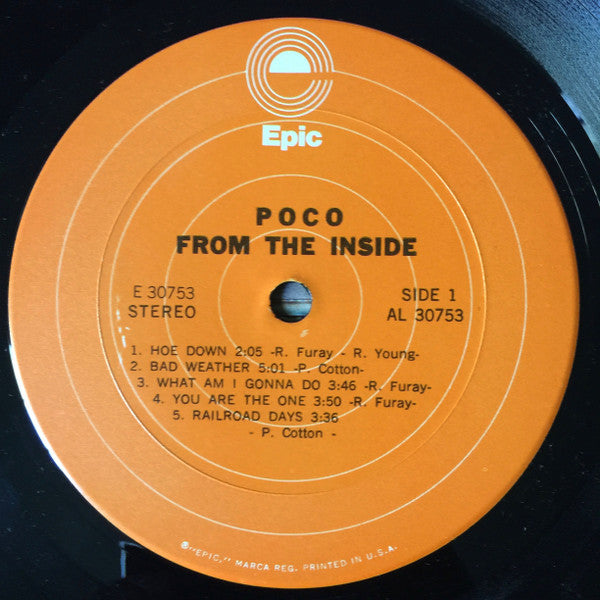 Epic
POCO
FROM THE INSIDE
E 30753
STEREO
SIDE 1
AL 30753
1. HOE DOWN 2:05 -R. Furay - R. Young-
2. BAD WEATHER 5:01 -P. Cotton-
3. WHAT AM I GONNA DO 3:46 -R. Furay-
4. YOU ARE THE ONE 3:50 -R. Furay-
5. RAILROAD DAYS 3:36
- P. Cotton -
®"EPIC," MARCA REG. PRINTED IN U.S.A.